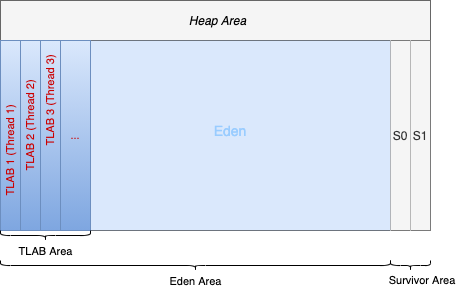 Heap Area
TLAB 1 (Thread 1)
TLAB 2 (Thread 2)
TLAB 3 (Thread 3)
...
Eden
S0
S1
TLAB Area
Eden Area
Survivor Area